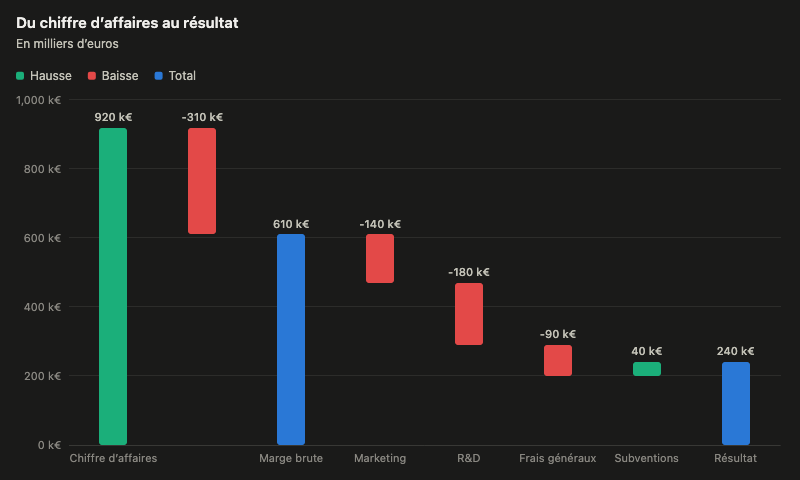 Du chiffre d’affaires au résultat
En milliers d’euros
Hausse Baisse Total
1,000 k€
920 k€ -310 k€
800 k€
610 k€ -140 k€
600 k€
-180 k€
400 k€
-90 k€
40 k€ 240 k€
200 k€
0 k€
Chiffre d’affaires Marge brute Marketing R&D Frais généraux Subventions Résultat